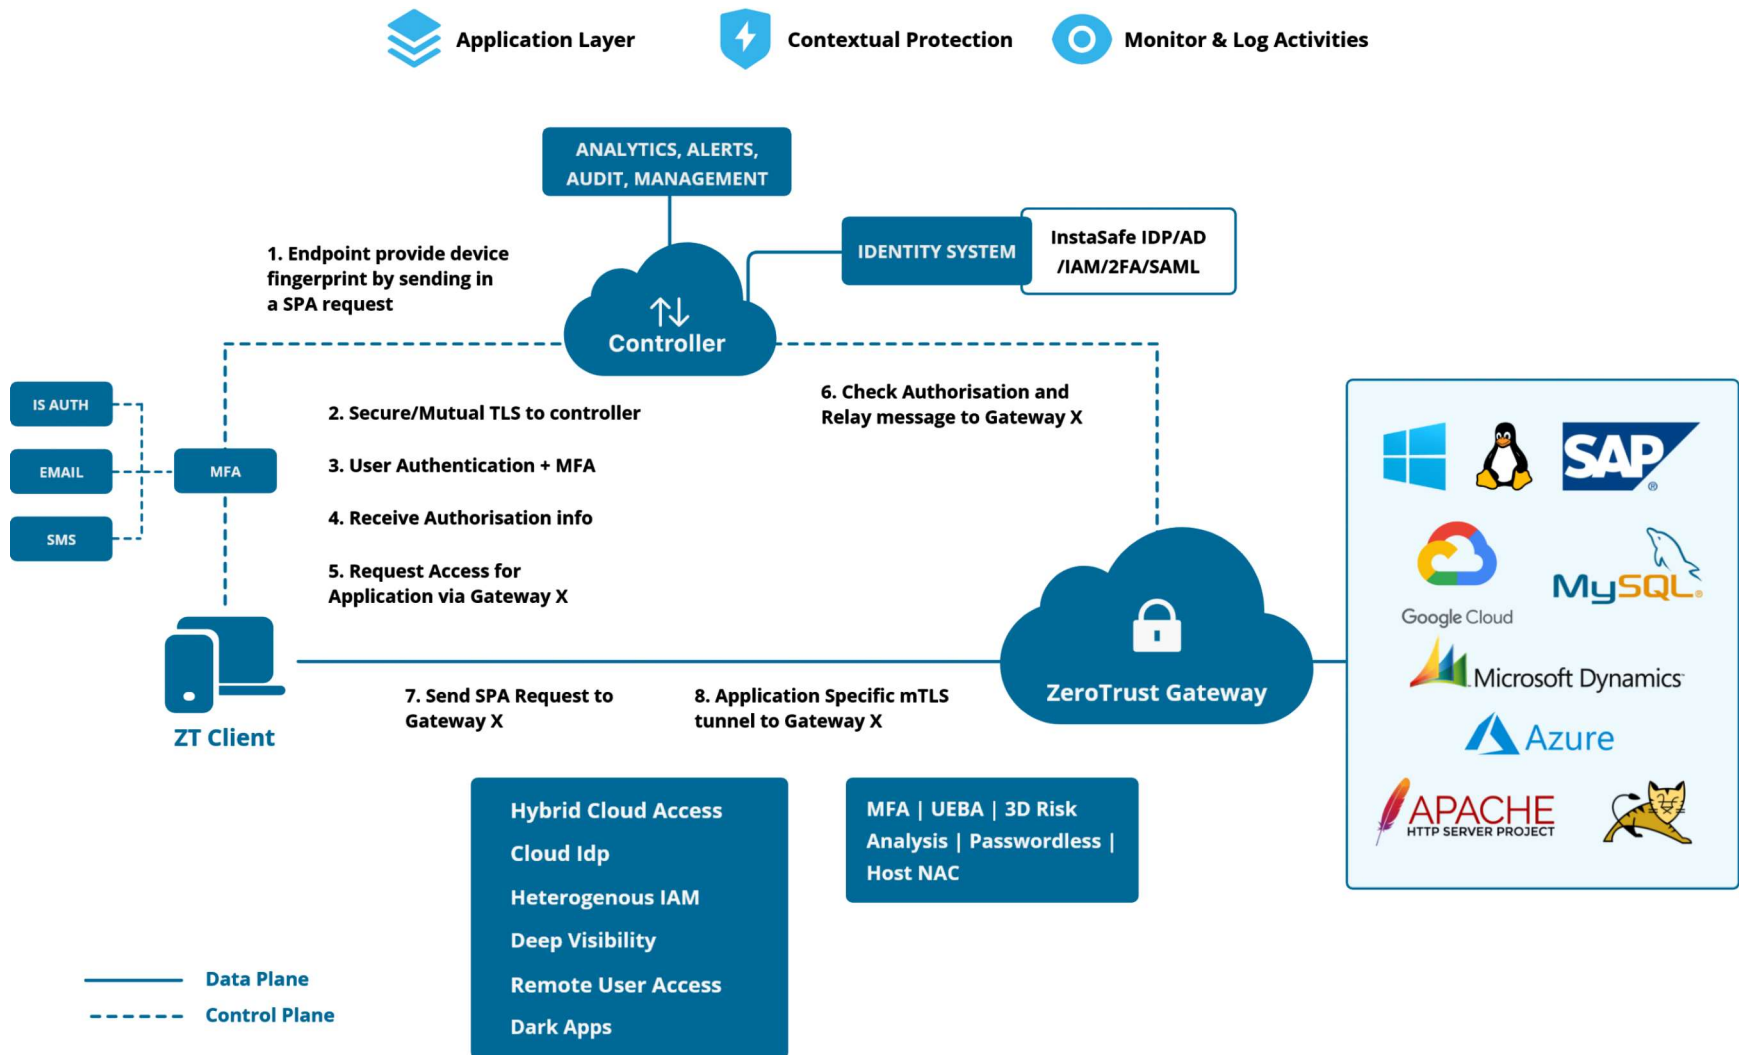 Application Layer
Contextual Protection
Monitor & Log Activities
ANALYTICS, ALERTS,
AUDIT, MANAGEMENT
IDENTITY SYSTEM
InstaSafe IDP/AD
/IAM/2FA/SAML
1. Endpoint provide device
fingerprint by sending in
a SPA request
Controller
IS AUTH
EMAIL
SMS
MFA
2. Secure/Mutual TLS to controller
3. User Authentication + MFA
4. Receive Authorisation info
5. Request Access for
Application via Gateway X
6. Check Authorisation and
Relay message to Gateway X
SAP
®
Google Cloud
MySQL®
Microsoft Dynamics
Azure
APACHE
HTTP SERVER PROJECT
ZeroTrust Gateway
ZT Client
7. Send SPA Request to
Gateway X
8. Application Specific mTLS
tunnel to Gateway X
Hybrid Cloud Access
Cloud Idp
Heterogenous IAM
Deep Visibility
Remote User Access
Dark Apps
MFA | UEBA | 3D Risk
Analysis | Passwordless |
Host NAC
Data Plane
Control Plane